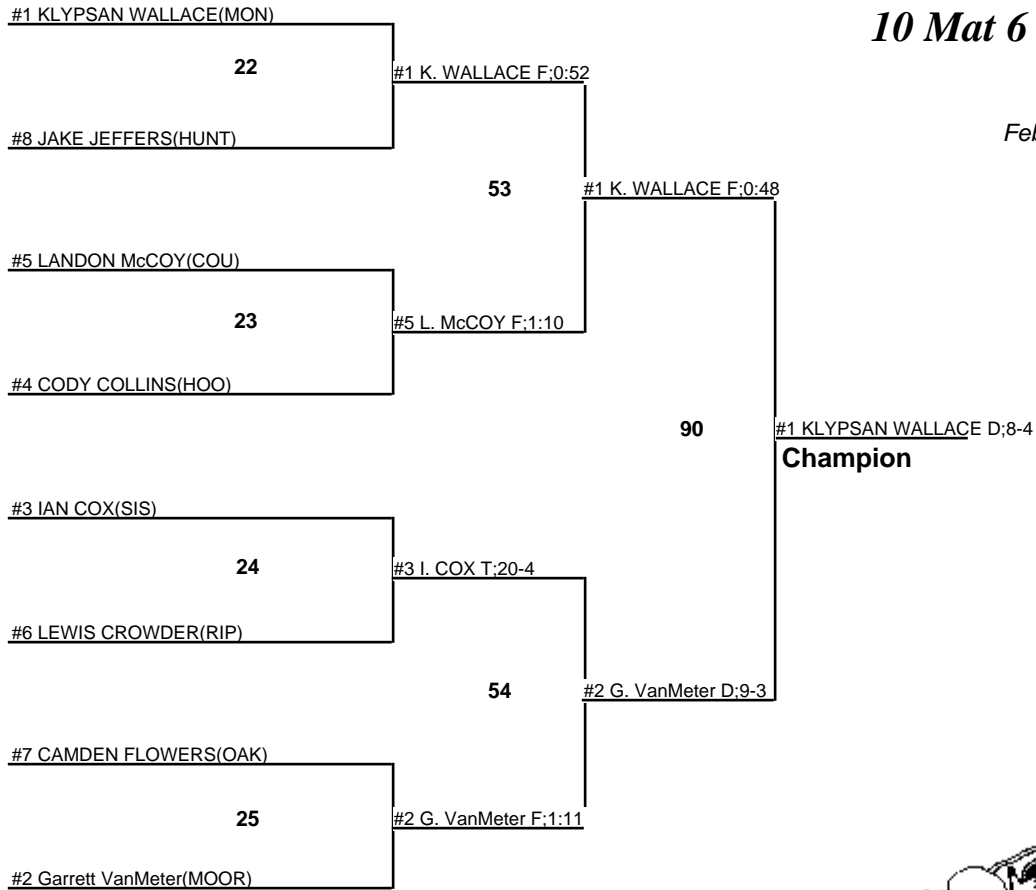 #1 KLYPSAN WALLACE(MON)
10 Mat 6
22
#1 K. WALLACE F;0:52
#8 JAKE JEFFERS(HUNT)
Feb
53
#1 K. WALLACE F;0:48
#5 LANDON McCOY(COU)
23
#5 L. McCOY F;1:10
#4 CODY COLLINS(HOO)
90
#1 KLYPSAN WALLACE D;8-4
Champion
#3 IAN COX(SIS)
24
#3 I. COX T;20-4
#6 LEWIS CROWDER(RIP)
54
#2 G. VanMeter D;9-3
#7 CAMDEN FLOWERS(OAK)
25
#2 G. VanMeter F;1:11
#2 Garrett VanMeter(MOOR)